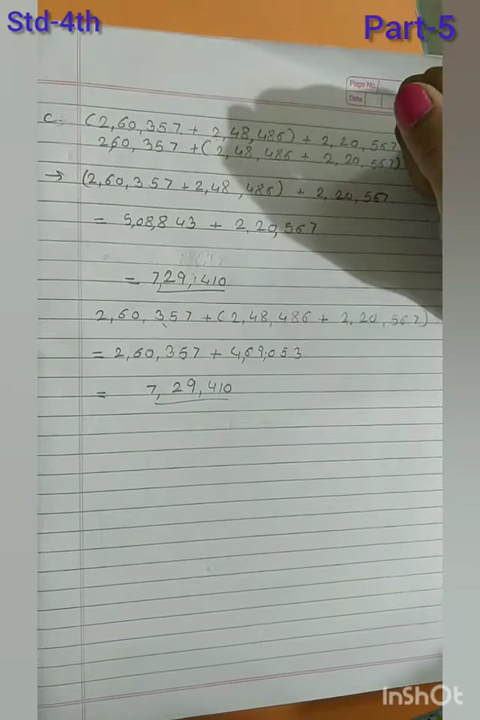 Std-4th
Part-5
Page No.
Date
C:- (2,60,357 + 2,48,486) + 2,20,567
2,60,357 + (2,48,486 + 2,20,567)
→ (2,60,357 + 2,48,486) + 2,20,567
= 5,08,843 + 2,20,567
= 7,29,410
2,60,357 + (2,48,486 + 2,20,567)
= 2,60,357 + 4,69,053
= 7,29,410
InShOt